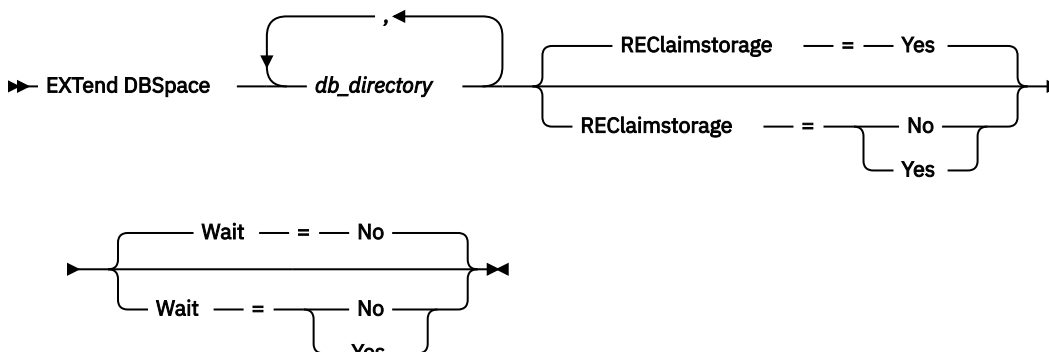 ,
REClaimstorage = Yes
EXTend DBSpace db_directory
REClaimstorage = No
Yes
Wait = No
Wait = No
Yes